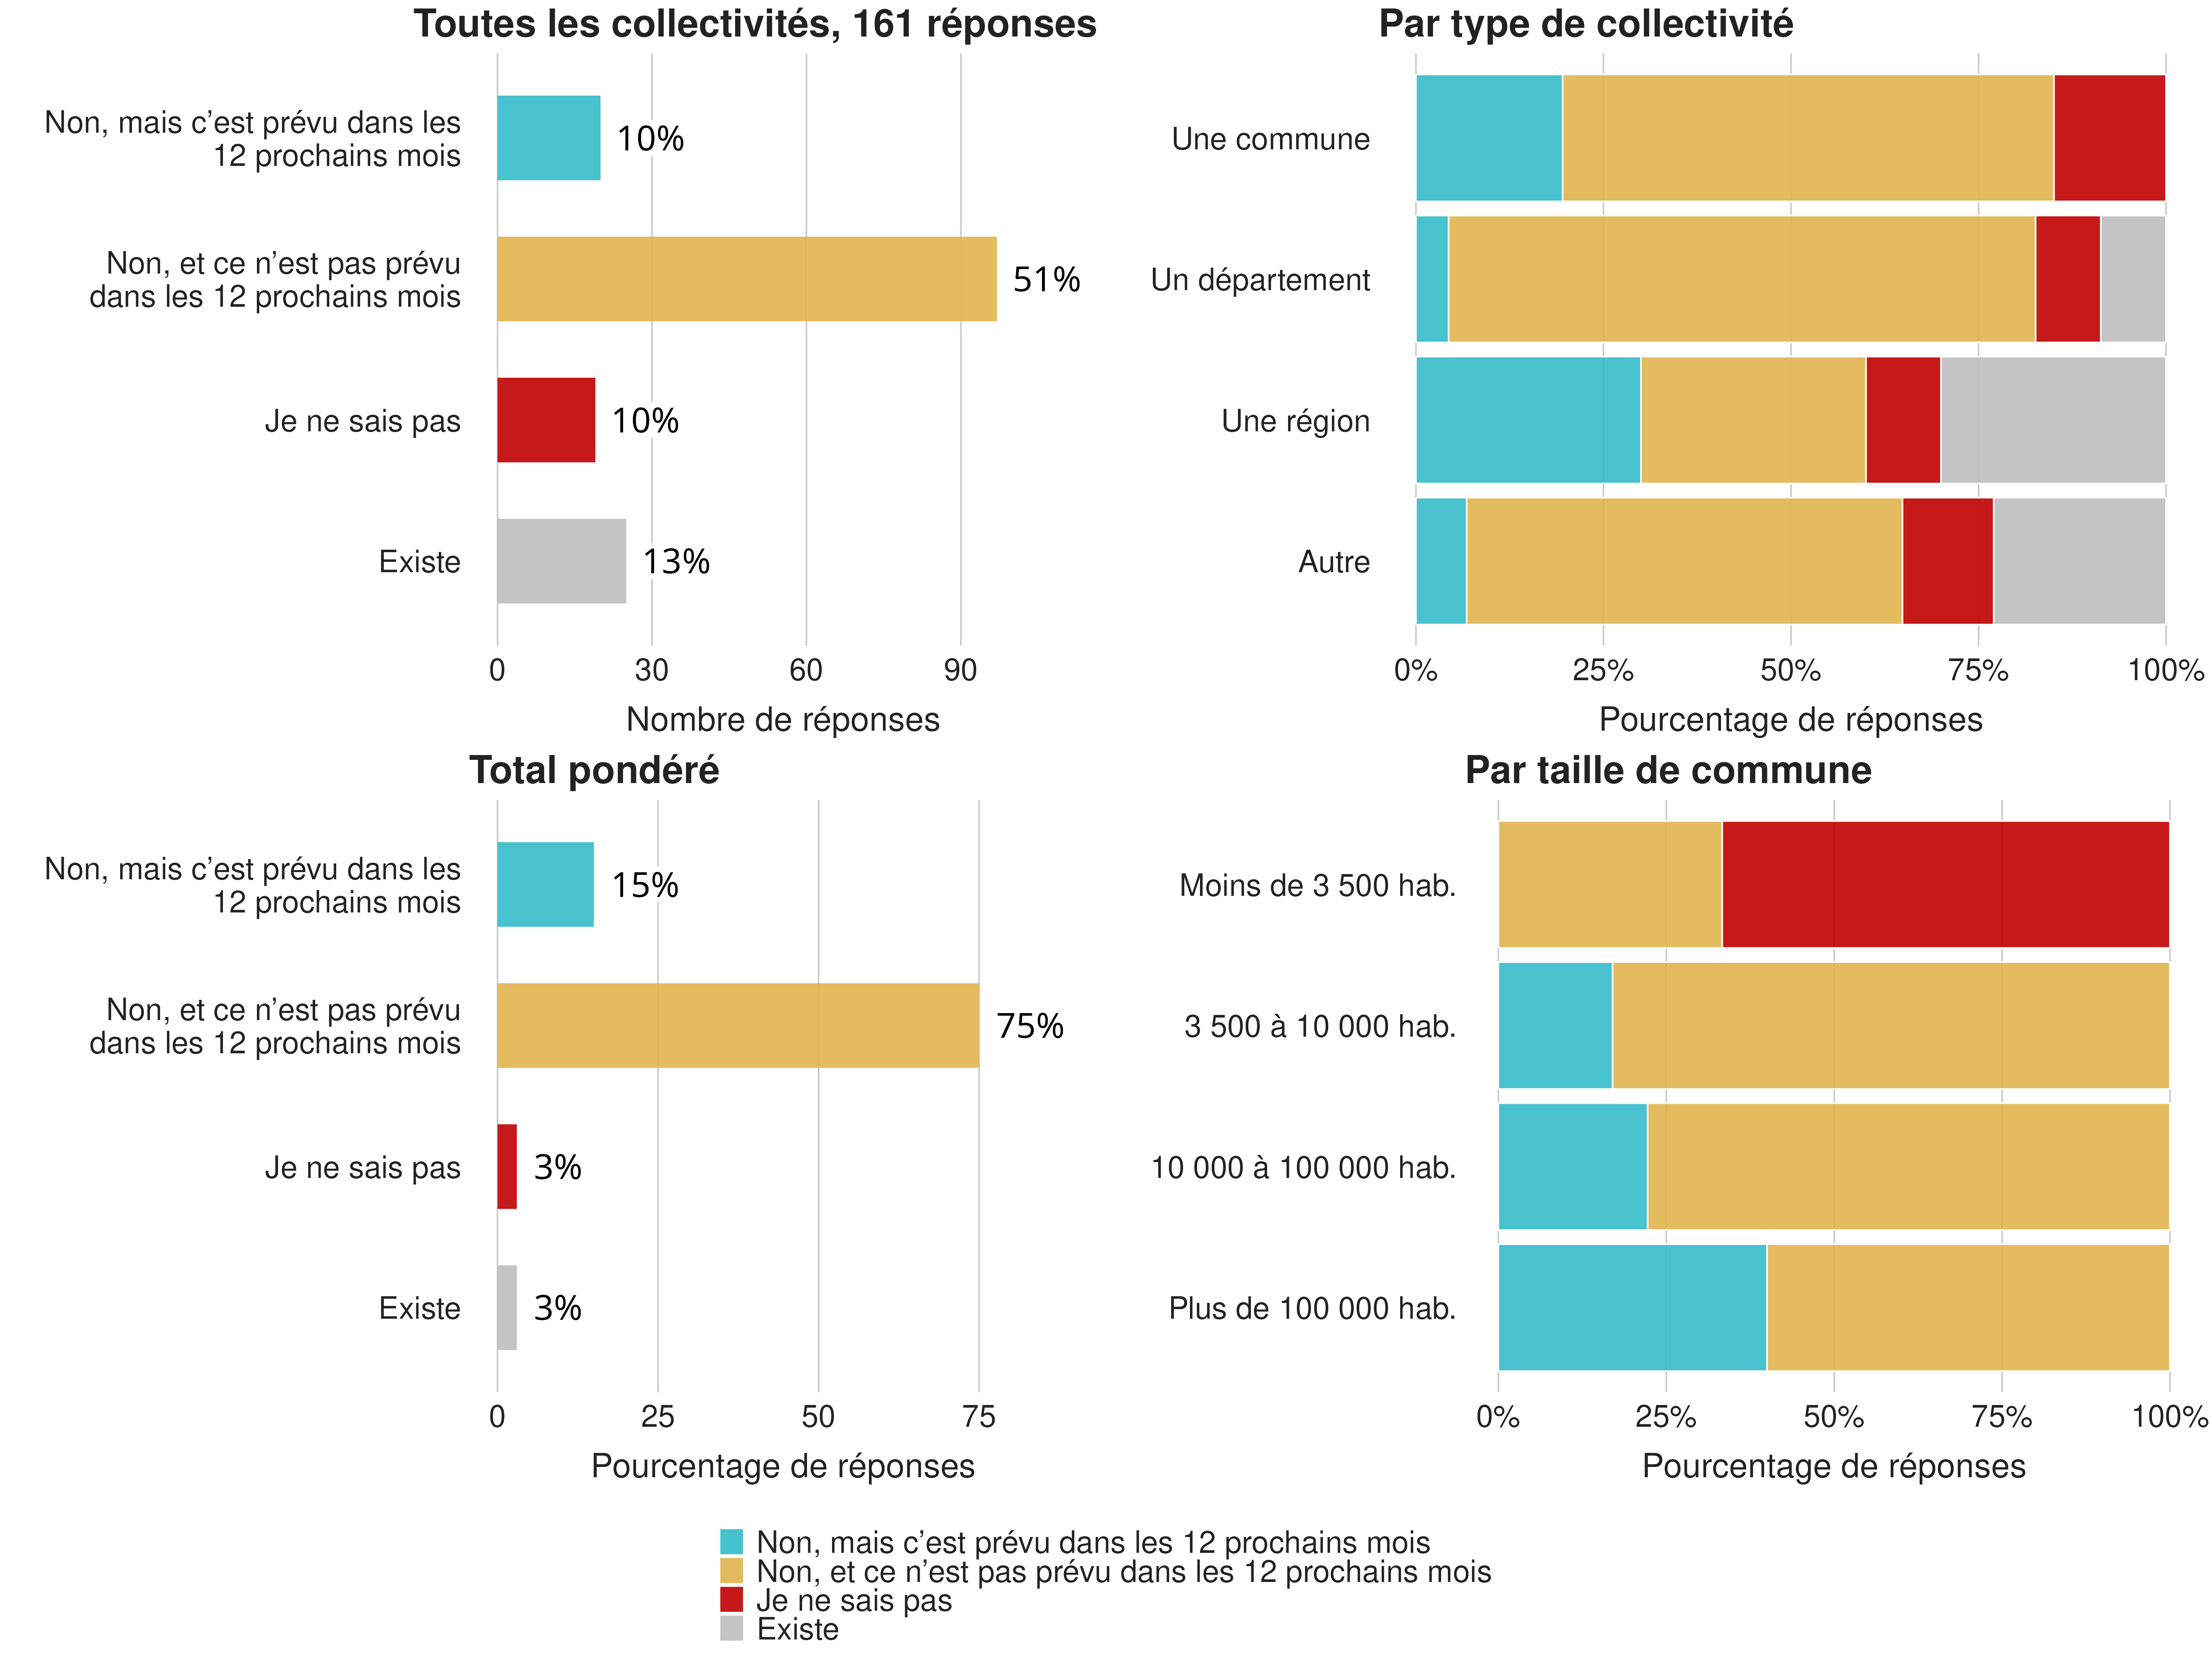 Toutes les collectivités, 161 réponses
Non, mais c’est prévu dans les
12 prochains mois
10%
Non, et ce n’est pas prévu
dans les 12 prochains mois
51%
Je ne sais pas
10%
Existe
13%
0 30 60 90
Nombre de réponses
Par type de collectivité
Une commune
Un département
Une région
Autre
0% 25% 50% 75% 100%
Pourcentage de réponses
Total pondéré
Non, mais c’est prévu dans les
12 prochains mois
15%
Non, et ce n’est pas prévu
dans les 12 prochains mois
75%
Je ne sais pas
3%
Existe
3%
0 25 50 75
Pourcentage de réponses
Par taille de commune
Moins de 3 500 hab.
3 500 à 10 000 hab.
10 000 à 100 000 hab.
Plus de 100 000 hab.
0% 25% 50% 75% 100%
Pourcentage de réponses
Non, mais c’est prévu dans les 12 prochains mois
Non, et ce n’est pas prévu dans les 12 prochains mois
Je ne sais pas
Existe